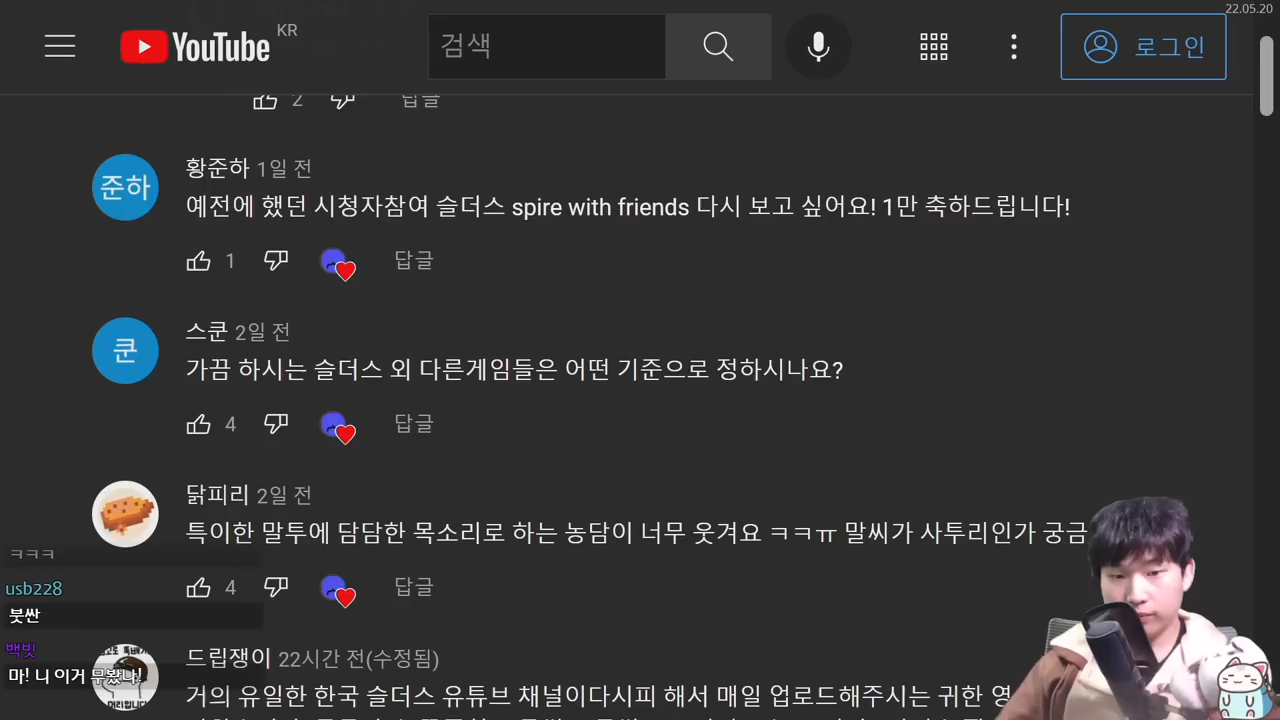 22.05.20
YouTube KR
검색
로그인
2 답글
황준하 1일 전
준하
예전에 했던 시청자참여 슬더스 spire with friends 다시 보고 싶어요! 1만 축하드립니다!
1 답글
스쿤 2일 전
쿤
가끔 하시는 슬더스 외 다른게임들은 어떤 기준으로 정하시나요?
4 답글
닭피리 2일 전
특이한 말투에 담담한 목소리로 하는 농담이 너무 웃겨요 ㅋㅋㅠ 말씨가 사투리인가 궁금
ㅋㅋㅋ
4 답글
usb228
붓싼
백빗
마! 니 이거 무봤나!
드립쟁이 22시간 전(수정됨)
거의 유일한 한국 슬더스 유튜브 채널이다시피 해서 매일 업로드해주시는 귀한 영